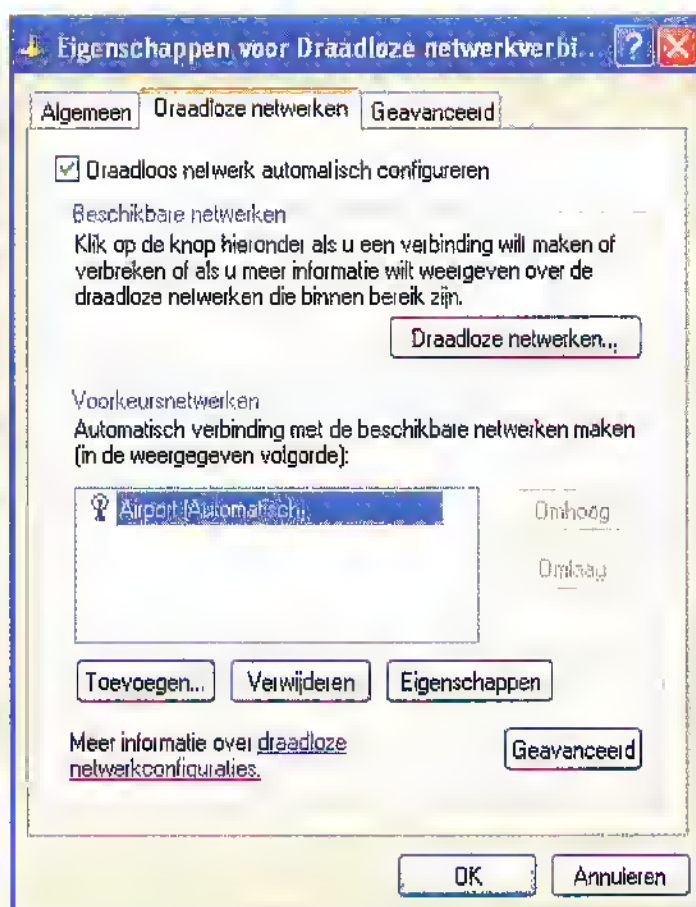 Eigenschappen voor Draadloze netwerkverbi...
Algemeen Draadloze netwerken Geavanceerd
Draadloos netwerk automatisch configureren
Beschikbare netwerken
Klik op de knop hieronder als u een verbinding wilt maken of
verbreken of als u meer informatie wilt weergeven over de
draadloze netwerken die binnen bereik zijn.
Draadloze netwerken...
Voorkeursnetwerken
Automatisch verbinding met de beschikbare netwerken maken
(in de weergegeven volgorde):
Airport (Automatisch) Omhoog
Omlaag
Toevoegen... Verwijderen Eigenschappen
Meer informatie over draadloze
netwerkconfiguraties. Geavanceerd
OK Annuleren